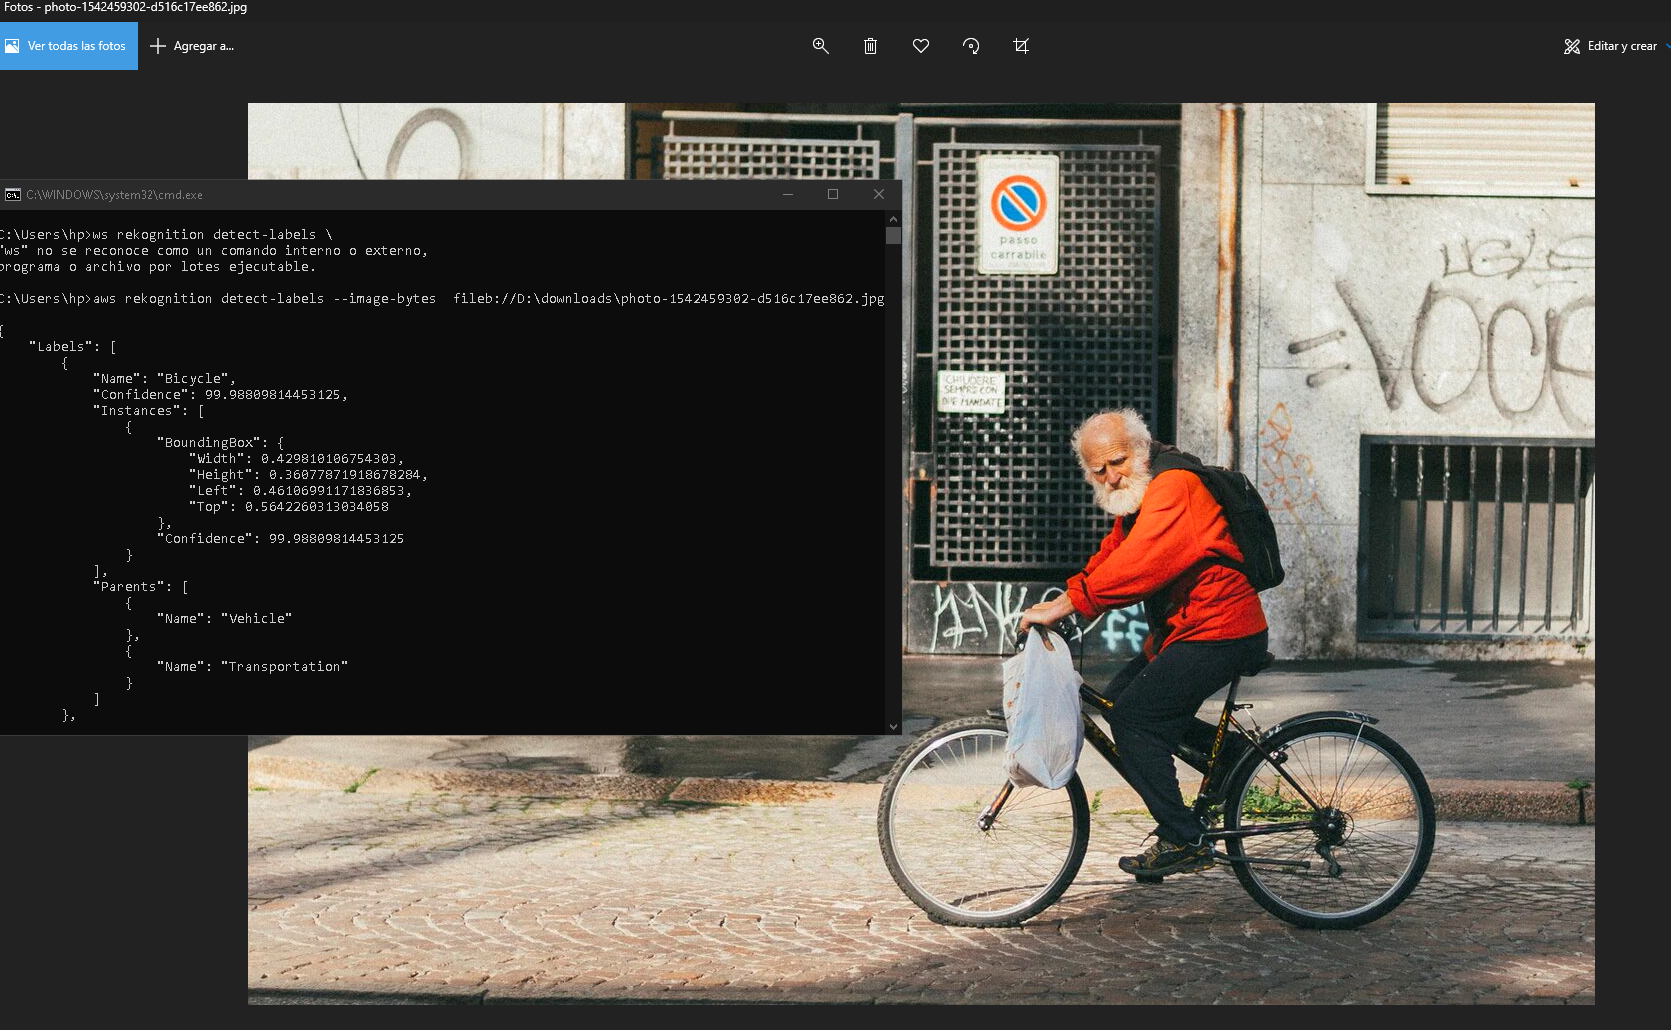 Fotos - photo-1542459302-d516c17ee862.jpg
Ver todas las fotos
Agregar a...
Editar y crear
C:\WINDOWS\system32\cmd.exe
C:\Users\hp>ws rekognition detect-labels \
"ws" no se reconoce como un comando interno o externo,
programa o archivo por lotes ejecutable.
C:\Users\hp>aws rekognition detect-labels --image-bytes  fileb://D:\downloads\photo-1542459302-d516c17ee862.jpg
{
    "Labels": [
        {
            "Name": "Bicycle",
            "Confidence": 99.98809814453125,
            "Instances": [
                {
                    "BoundingBox": {
                        "Width": 0.429810106754303,
                        "Height": 0.36077871918678284,
                        "Left": 0.46106991171836853,
                        "Top": 0.5642260313034058
                    },
                    "Confidence": 99.98809814453125
                }
            ],
            "Parents": [
                {
                    "Name": "Vehicle"
                },
                {
                    "Name": "Transportation"
                }
            ]
        },
passo
carrabile
CHIUDERE
SEMPRE CON
DUE MANDATE